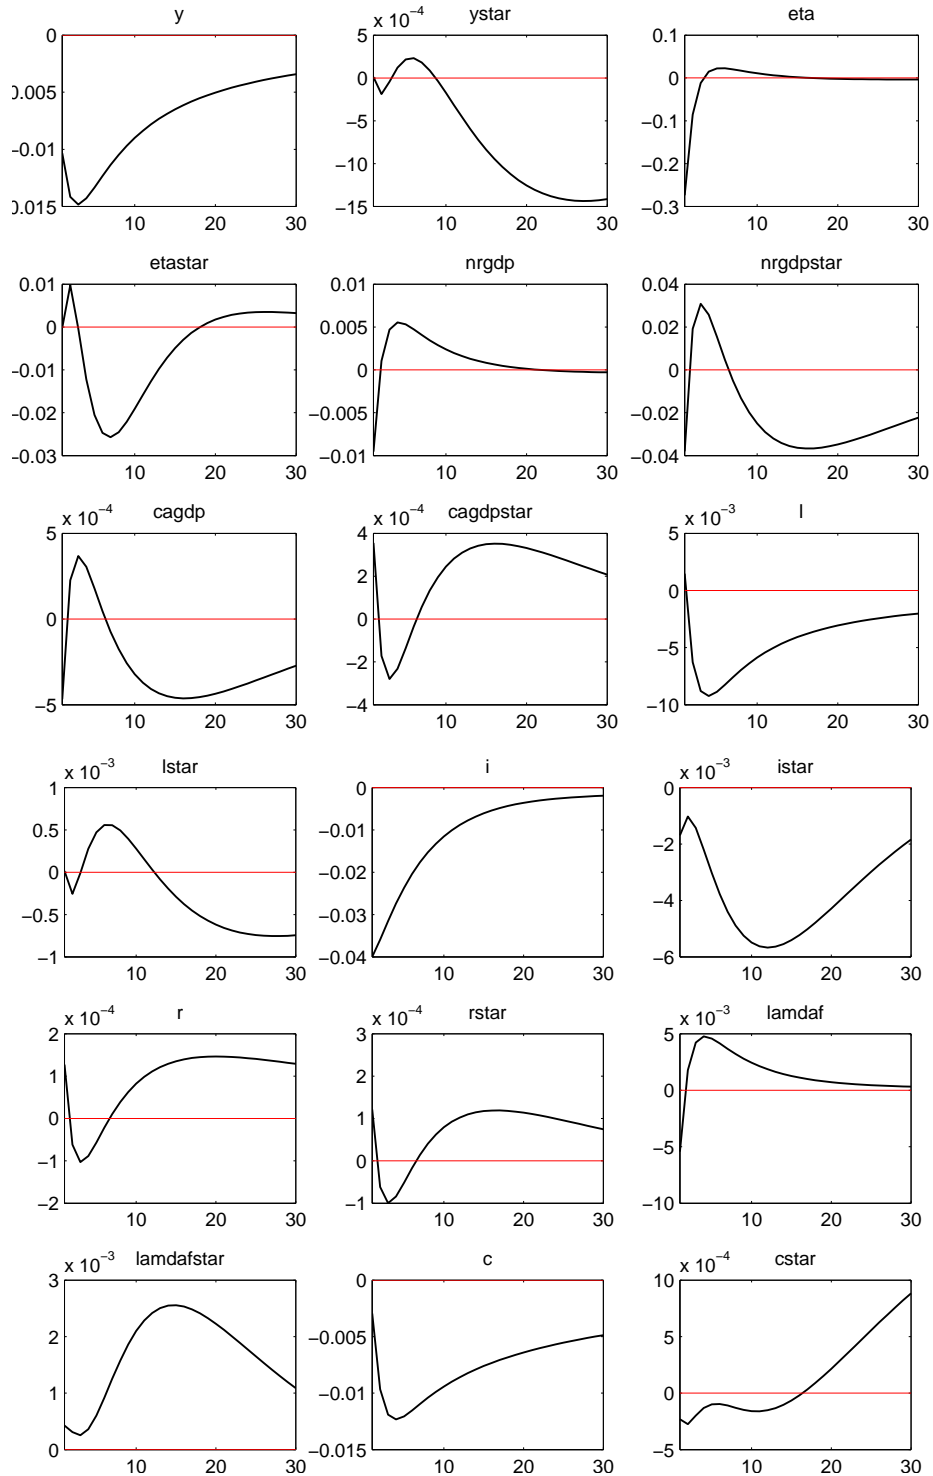 y
0
0.005
−0.01
0.015
10 20 30
x 10−4
ystar
5
0
−5
−10
−15
10 20 30
eta
0.1
0
−0.1
−0.2
−0.3
10 20 30
etastar
0.01
0
−0.01
−0.02
−0.03
10 20 30
nrgdp
0.01
0.005
0
−0.005
−0.01
10 20 30
nrgdpstar
0.04
0.02
0
−0.02
−0.04
10 20 30
x 10−4
cagdp
5
0
−5
10 20 30
x 10−4
cagdpstar
4
2
0
−2
−4
10 20 30
x 10−3
l
5
0
−5
−10
10 20 30
x 10−3
lstar
1
0.5
0
−0.5
−1
10 20 30
i
0
−0.01
−0.02
−0.03
−0.04
10 20 30
x 10−3
istar
0
−2
−4
−6
10 20 30
x 10−4
r
2
1
0
−1
−2
10 20 30
x 10−4
rstar
3
2
1
0
−1
10 20 30
x 10−3
lamdaf
5
0
−5
−10
10 20 30
x 10−3
lamdafstar
3
2
1
0
10 20 30
c
0
−0.005
−0.01
−0.015
10 20 30
x 10−4
cstar
10
5
0
−5
10 20 30